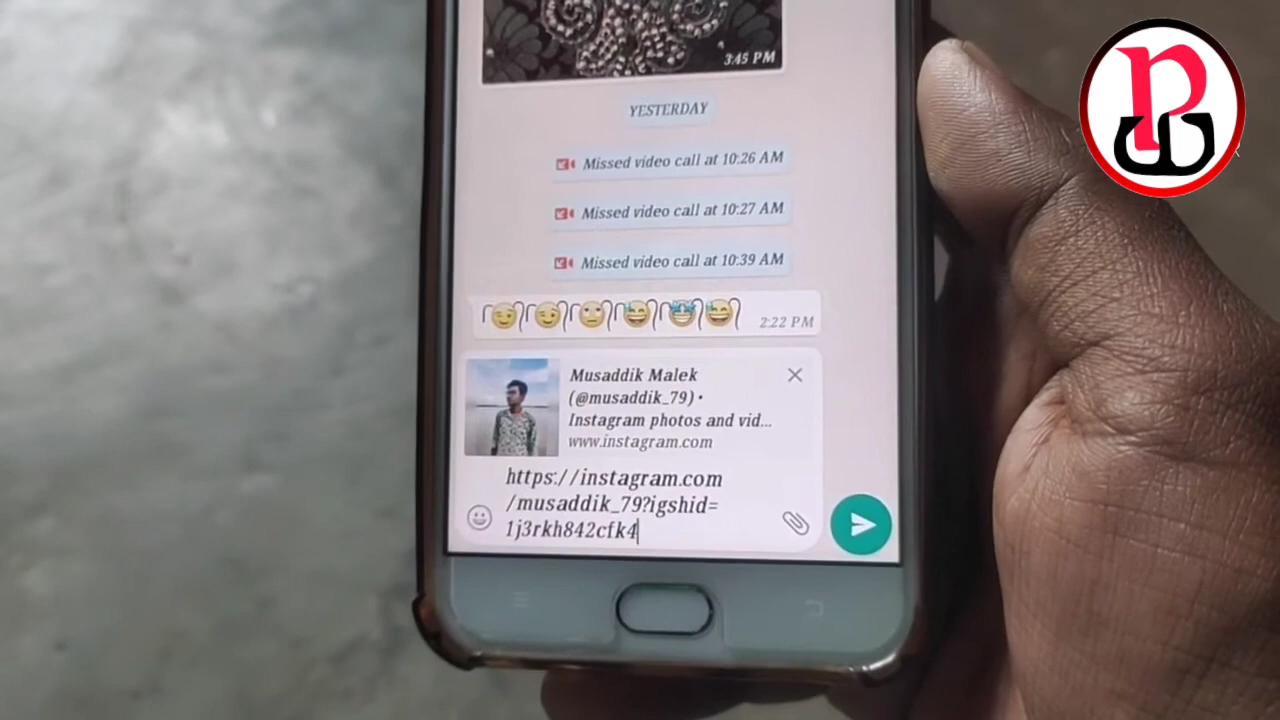 3:45 PM
YESTERDAY
Missed video call at 10:26 AM
Missed video call at 10:27 AM
Missed video call at 10:39 AM
2:22 PM
Musaddik Malek
(@musaddik_79) •
Instagram photos and vid...
www.instagram.com
https://instagram.com
/musaddik_79?igshid=
1j3rkh842cfk4